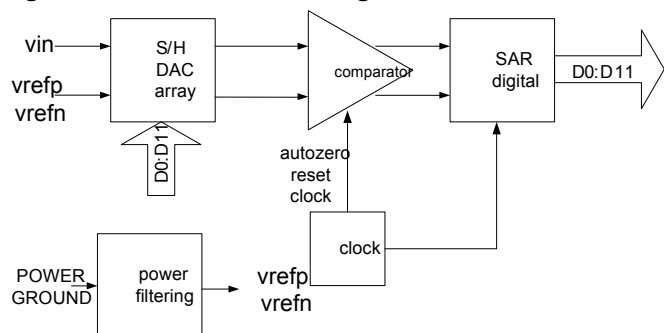 vin
vrefp
vrefn
S/H
DAC
array
D0:D11
comparator
autozero
reset
clock
SAR
digital
D0:D11
clock
POWER
GROUND
power
filtering
vrefp
vrefn